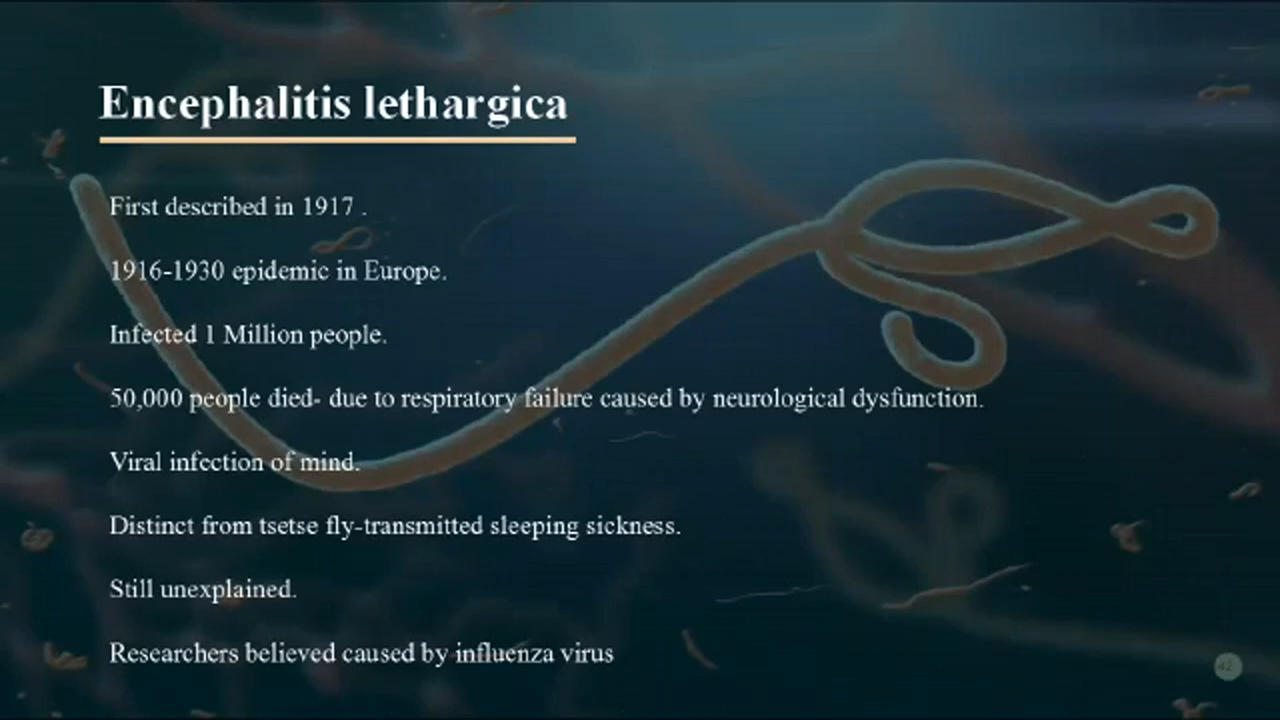 Encephalitis lethargica
First described in 1917 .
1916-1930 epidemic in Europe.
Infected 1 Million people.
50,000 people died- due to respiratory failure caused by neurological dysfunction.
Viral infection of mind.
Distinct from tsetse fly-transmitted sleeping sickness.
Still unexplained.
Researchers believed caused by influenza virus
42